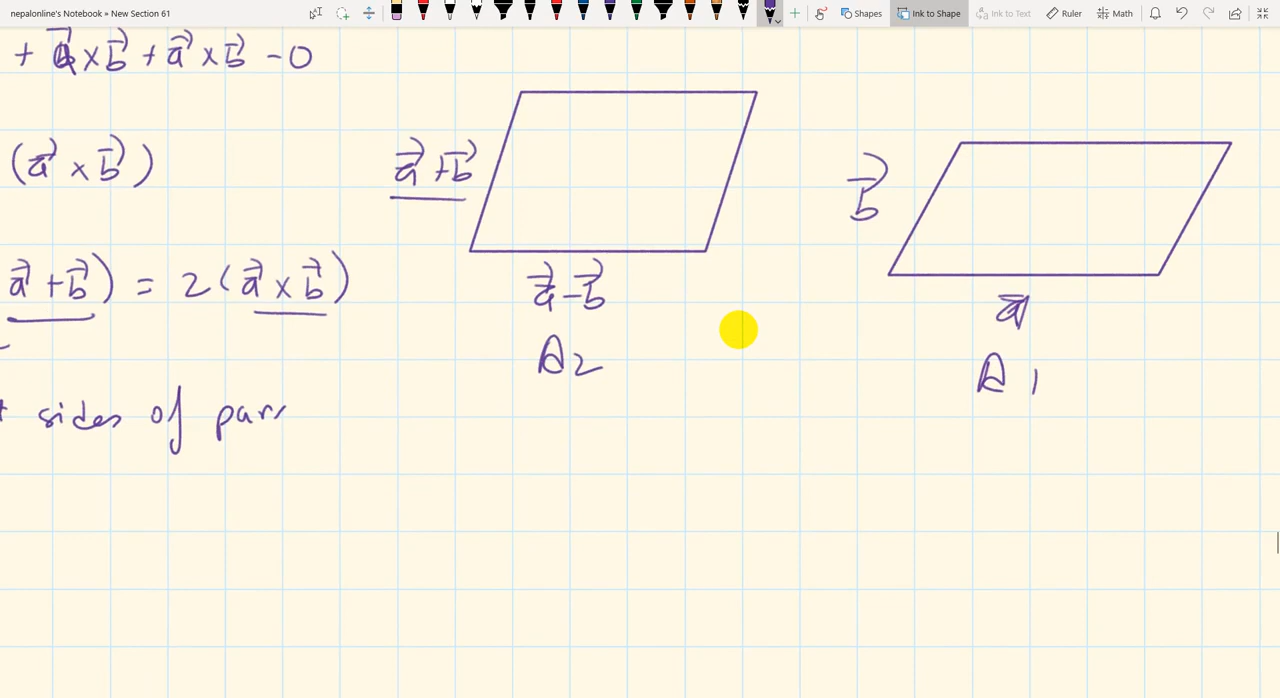 nepalonline's Notebook » New Section 61
Shapes Ink to Shape Ink to Text Ruler Math
+ a⃗ × b⃗ + a⃗ × b⃗ - 0
(a⃗ × b⃗)
a⃗ + b⃗) = 2(a⃗ × b⃗)
sides of par
a⃗ + b⃗
a⃗ - b⃗
A2
b⃗
a⃗
A1